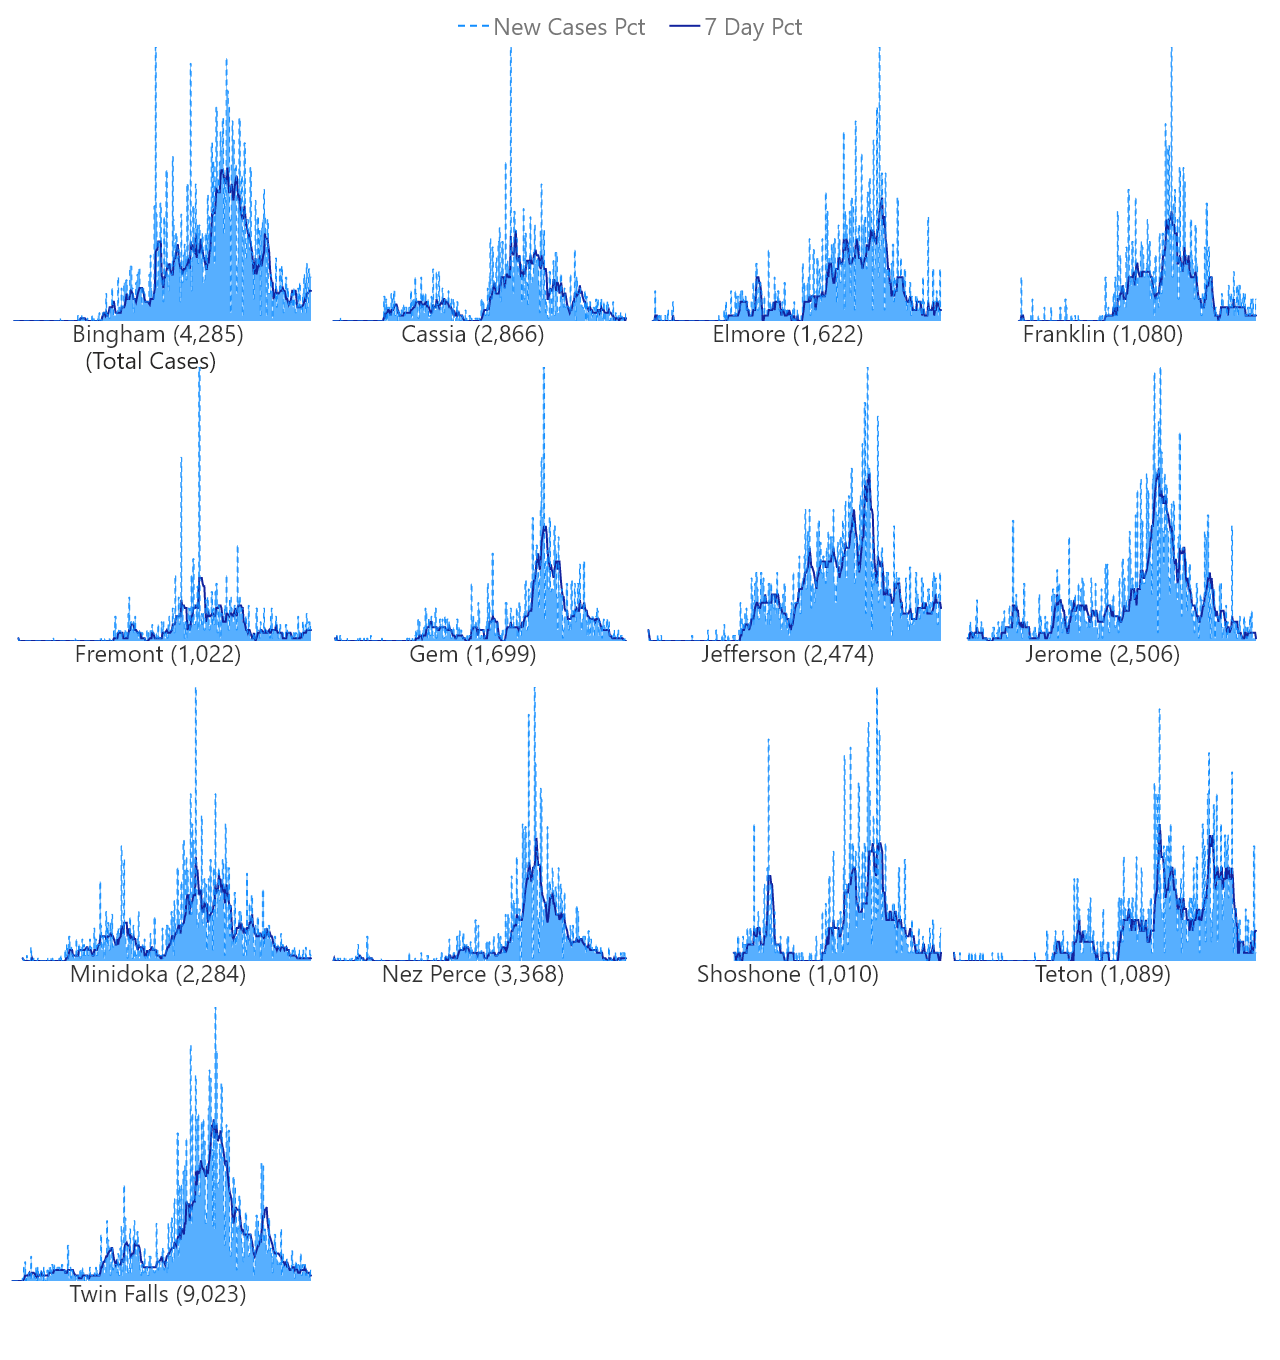 New Cases Pct 7 Day Pct
Bingham (4,285)
(Total Cases)
Cassia (2,866)
Elmore (1,622)
Franklin (1,080)
Fremont (1,022)
Gem (1,699)
Jefferson (2,474)
Jerome (2,506)
Minidoka (2,284)
Nez Perce (3,368)
Shoshone (1,010)
Teton (1,089)
Twin Falls (9,023)